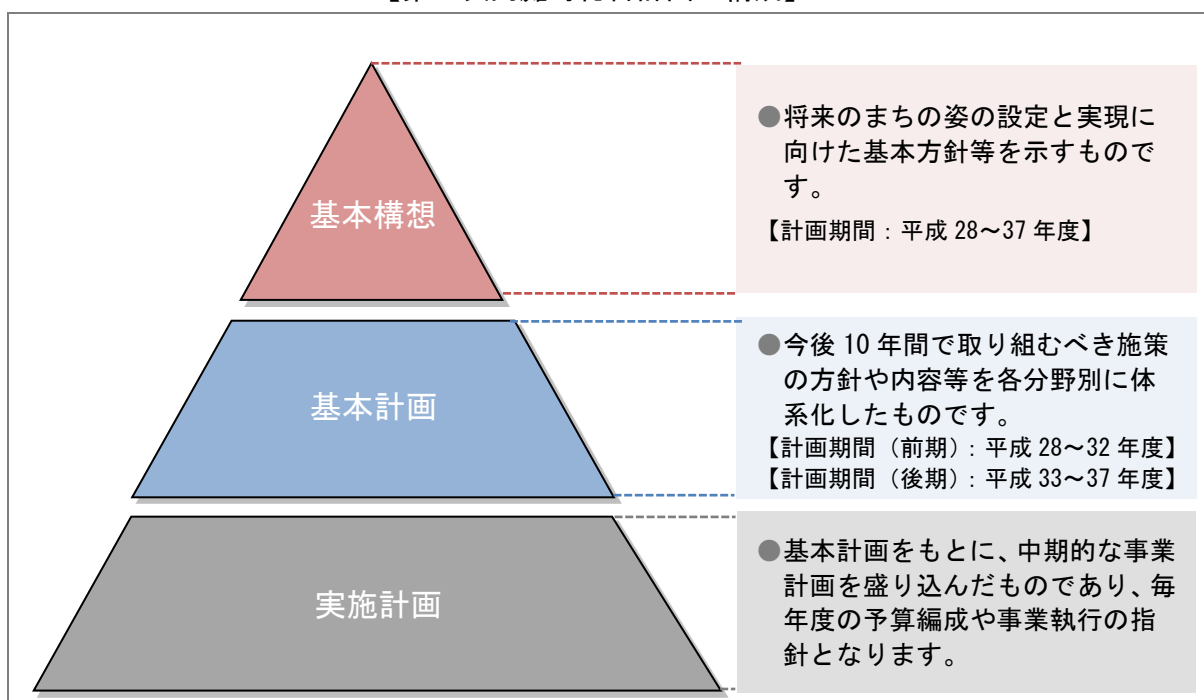 基本構想
●将来のまちの姿の設定と実現に
向けた基本方針等を示すもので
す。
【計画期間：平成 28～37 年度】
基本計画
●今後 10 年間で取り組むべき施策
の方針や内容等を各分野別に体
系化したものです。
【計画期間（前期）：平成 28～32 年度】
【計画期間（後期）：平成 33～37 年度】
実施計画
●基本計画をもとに、中期的な事業
計画を盛り込んだものであり、毎
年度の予算編成や事業執行の指
針となります。